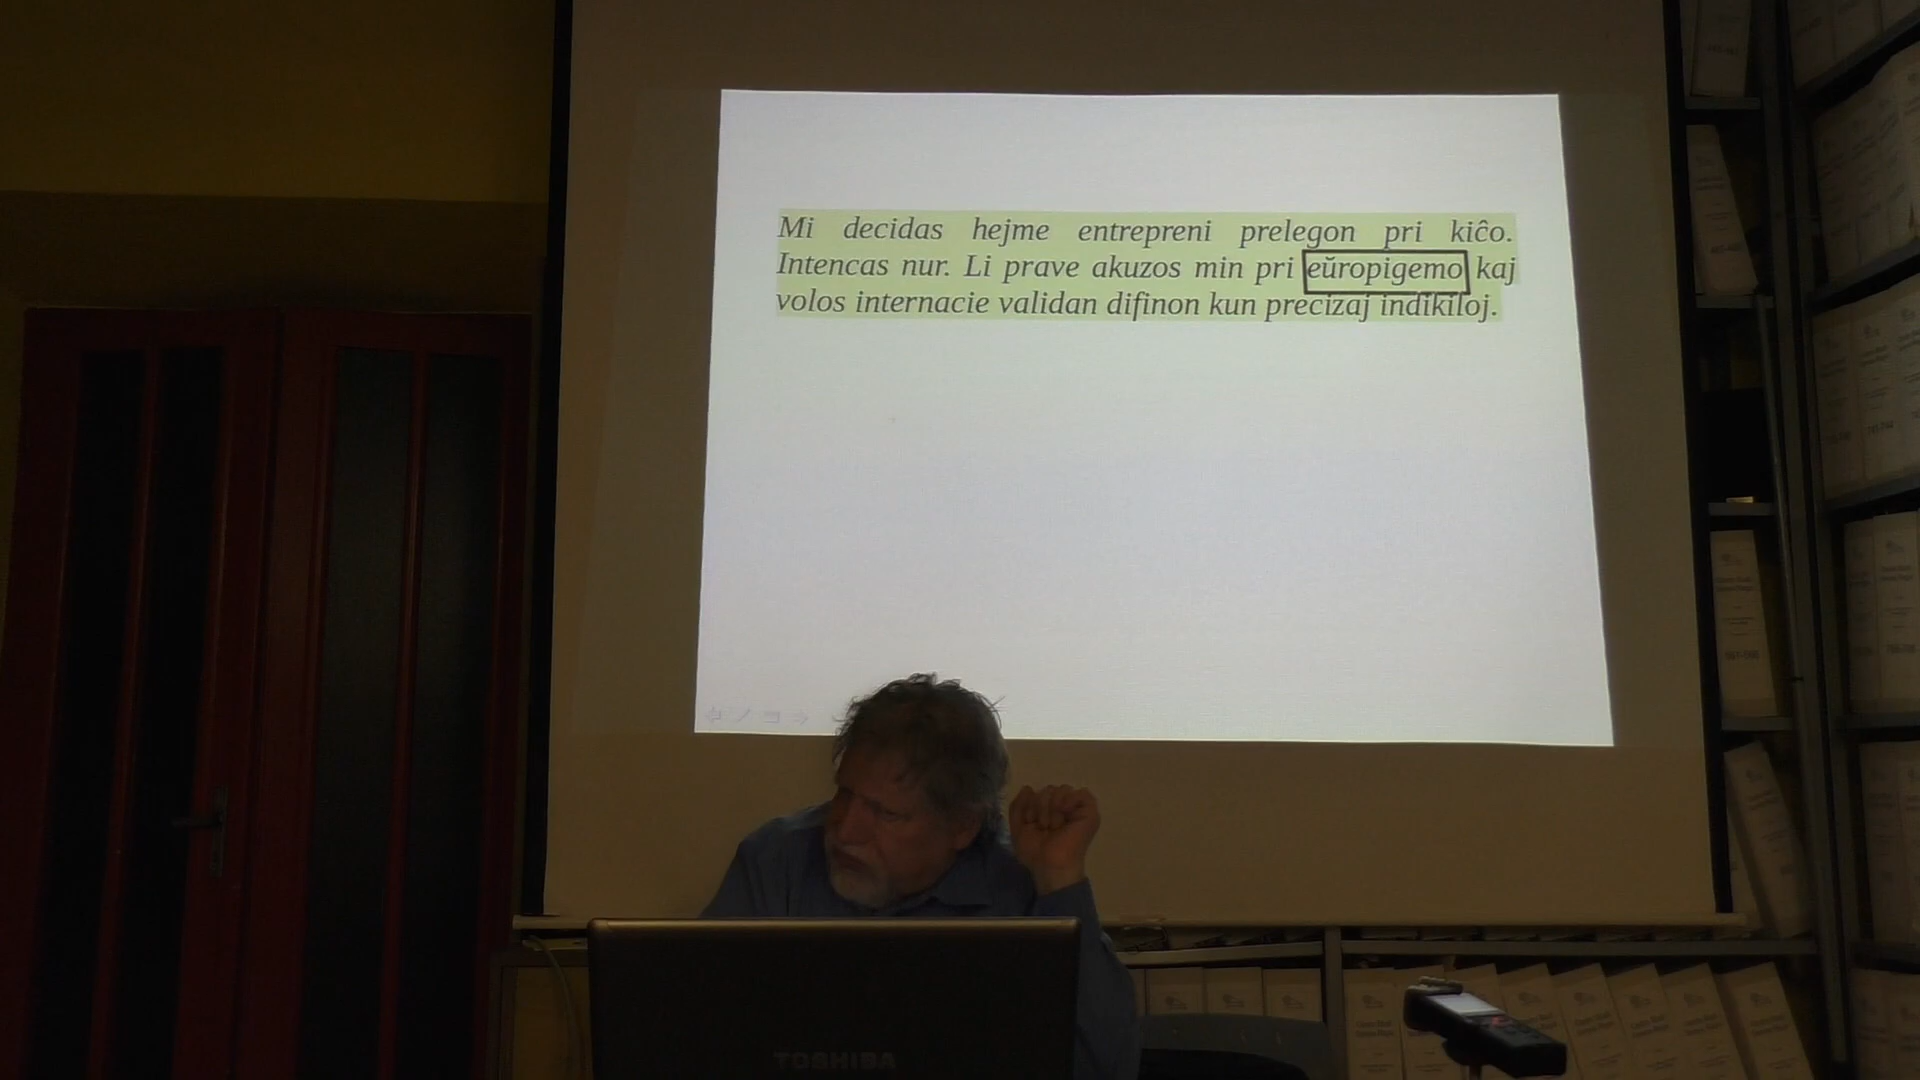 Mi decidas hejme entrepreni prelegon pri kiĉo.
Intencas nur. Li prave akuzos min pri eŭropigemo kaj
volos internacie validan difinon kun precizaj indikiloj.
TOSHIBA